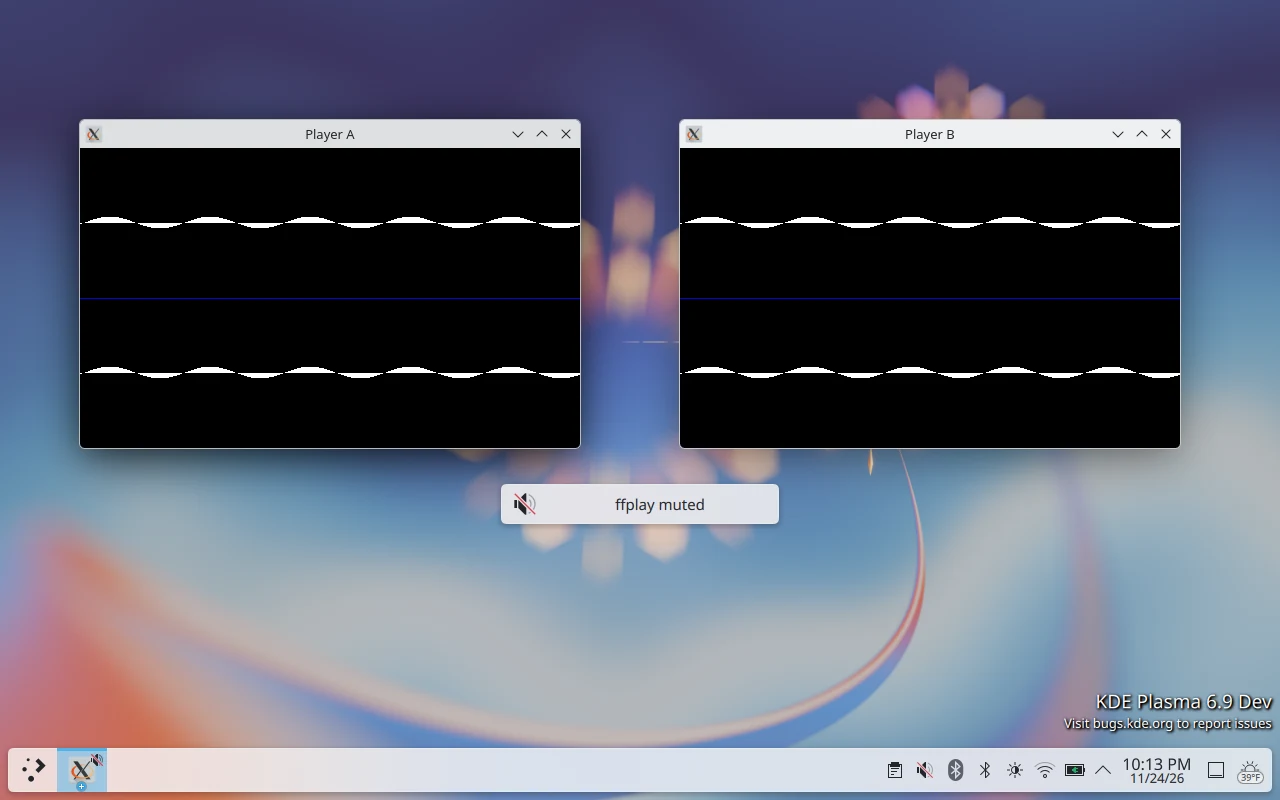 Player A
Player B
ffplay muted
KDE Plasma 6.9 Dev
Visit bugs.kde.org to report issues
10:13 PM
11/24/26
39°F